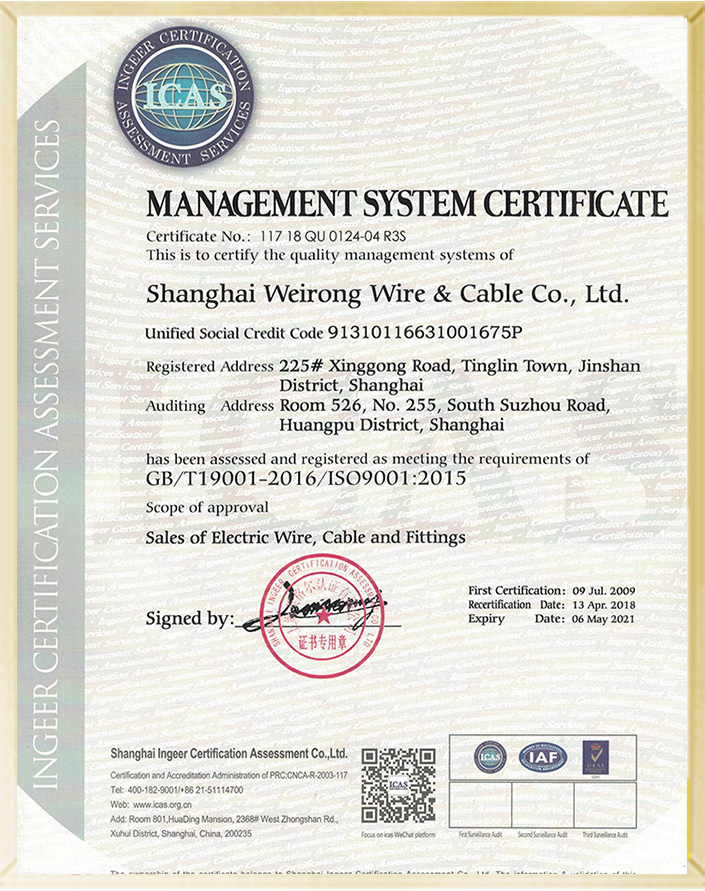 INGEER CERTIFICATION
ICAS
ASSESSMENT SERVICES
INGEER CERTIFICATION ASSESSMENT SERVICES
MANAGEMENT SYSTEM CERTIFICATE
Certificate No.: 117 18 QU 0124-04 R3S
This is to certify the quality management systems of
Shanghai Weirong Wire & Cable Co., Ltd.
Unified Social Credit Code 91310116631001675P
Registered Address 225# Xinggong Road, Tinglin Town, Jinshan
District, Shanghai
Auditing Address Room 526, No. 255, South Suzhou Road,
Huangpu District, Shanghai
has been assessed and registered as meeting the requirements of
GB/T19001-2016/ISO9001:2015
Scope of approval
Sales of Electric Wire, Cable and Fittings
First Certification: 09 Jul. 2009
Recertification Date: 13 Apr. 2018
Expiry Date: 06 May 2021
Signed by:
SHANGHAI INGEER CERTIFICATION ASSESSMENT CO LTD
证书专用章
Shanghai Ingeer Certification Assessment Co.,Ltd.
Certification and Accreditation Administration of PRC:CNCA-R-2003-117
Tel: 400-182-9001/+86 21-51114700
Web: www.icas.org.cn
Add: Room 801,HuaDing Mansion, 2368# West Zhongshan Rd.,
Xuhui District, Shanghai, China, 200235
ICAS
Focus on icas WeChat platform
ICAS
IAF
UKAS
First Surveillance Audit
Second Surveillance Audit
Third Surveillance Audit